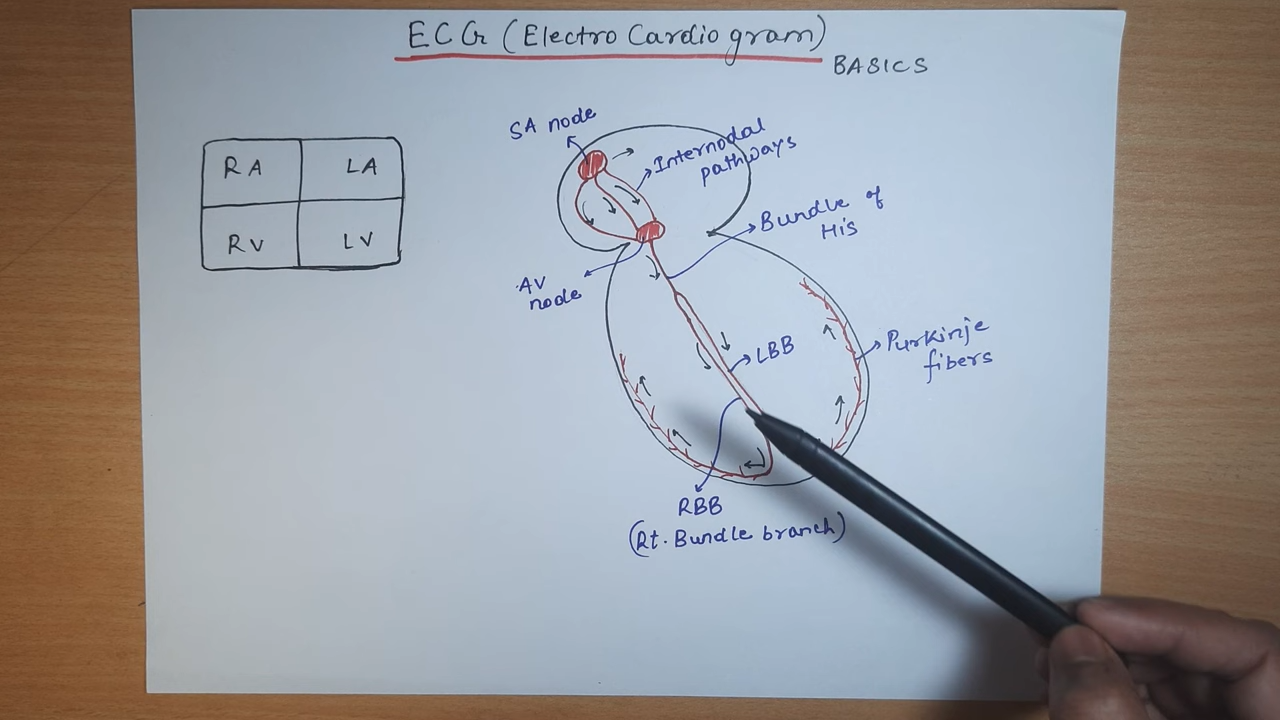 ECG (Electro Cardiogram)
BASICS
SA node
Internodal
pathways
RA
LA
RV
LV
Bundle of
His
AV
node
LBB
Purkinje
fibers
RBB
(Rt. Bundle branch)